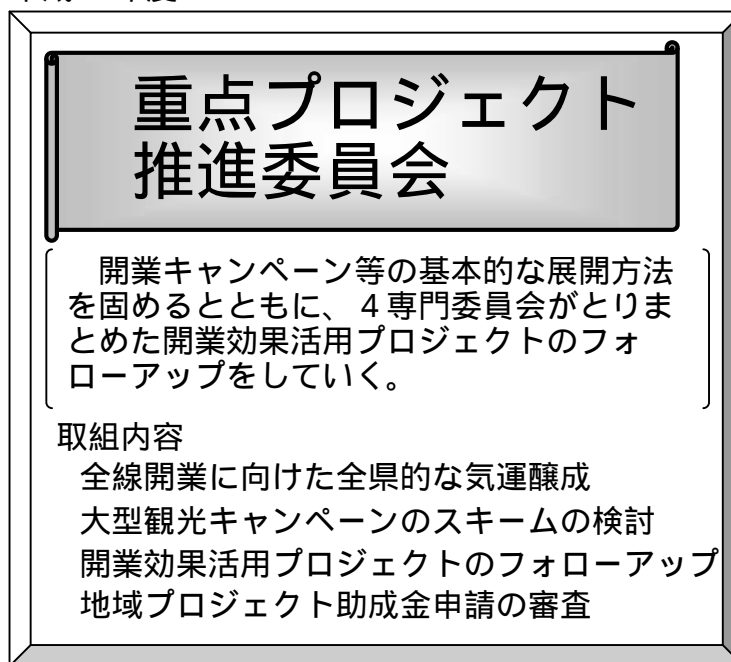 重点プロジェクト
推進委員会
開業キャンペーン等の基本的な展開方法
を固めるとともに、４専門委員会がとりま
とめた開業効果活用プロジェクトのフォ
ローアップをしていく。
取組内容
全線開業に向けた全県的な気運醸成
大型観光キャンペーンのスキームの検討
開業効果活用プロジェクトのフォローアップ
地域プロジェクト助成金申請の審査